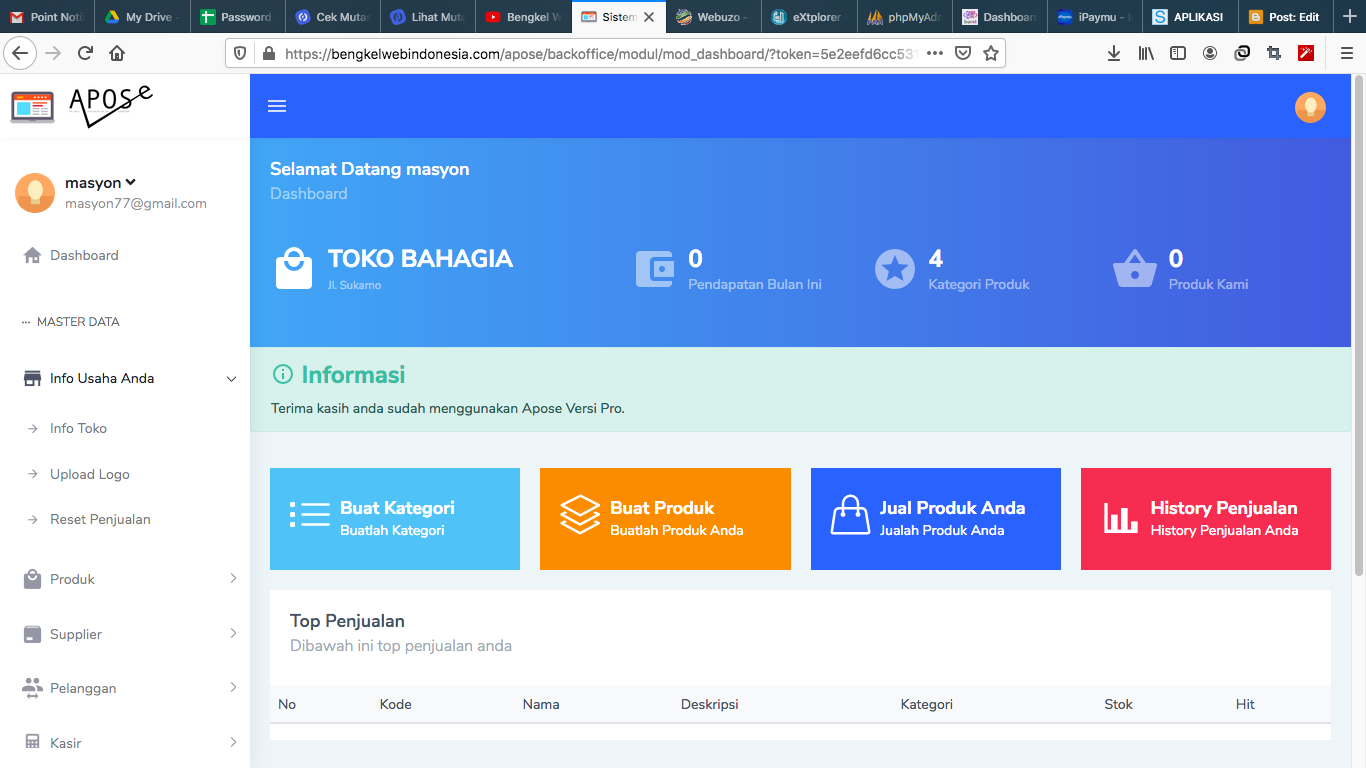 Point Noti
My Drive -
Password
Cek Mutas
Lihat Muta
Bengkel W
Sistem
Webuzo -
eXtplorer
phpMyAdr
Dashboard
iPaymu -
APLIKASI
Post: Edit
https://bengkelwebindonesia.com/apose/backoffice/modul/mod_dashboard/?token=5e2eefd6cc531
APOSe
masyon
masyon77@gmail.com
Dashboard
MASTER DATA
Info Usaha Anda
Info Toko
Upload Logo
Reset Penjualan
Produk
Supplier
Pelanggan
Kasir
Selamat Datang masyon
Dashboard
TOKO BAHAGIA
Jl. Sukarno
0
Pendapatan Bulan Ini
4
Kategori Produk
0
Produk Kami
Informasi
Terima kasih anda sudah menggunakan Apose Versi Pro.
Buat Kategori
Buatlah Kategori
Buat Produk
Buatlah Produk Anda
Jual Produk Anda
Jualah Produk Anda
History Penjualan
History Penjualan Anda
Top Penjualan
Dibawah ini top penjualan anda
No Kode Nama Deskripsi Kategori Stok Hit